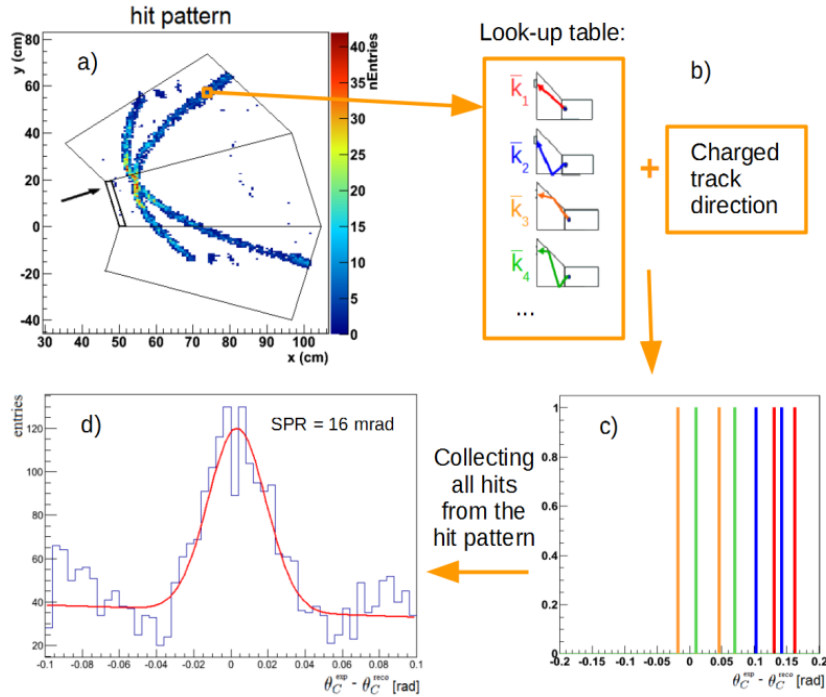 hit pattern
y (cm)
80
60
40
20
0
-20
-40
30 40 50 60 70 80 90 100
x (cm)
a)
nEntries
40
35
30
25
20
15
10
5
0
Look-up table:
k̅1
k̅2
k̅3
k̅4
...
b)
+
Charged
track
direction
d)
SPR = 16 mrad
entries
120
100
80
60
40
20
-0.1 -0.08 -0.06 -0.04 -0.02 0 0.02 0.04 0.06 0.08 0.1
θ_C^exp - θ_C^reco [rad]
Collecting
all hits
from the
hit pattern
c)
1
0.8
0.6
0.4
0.2
0
-0.2 -0.15 -0.1 -0.05 0 0.05 0.1 0.15 0.2
θ_C^exp - θ_C^reco [rad]